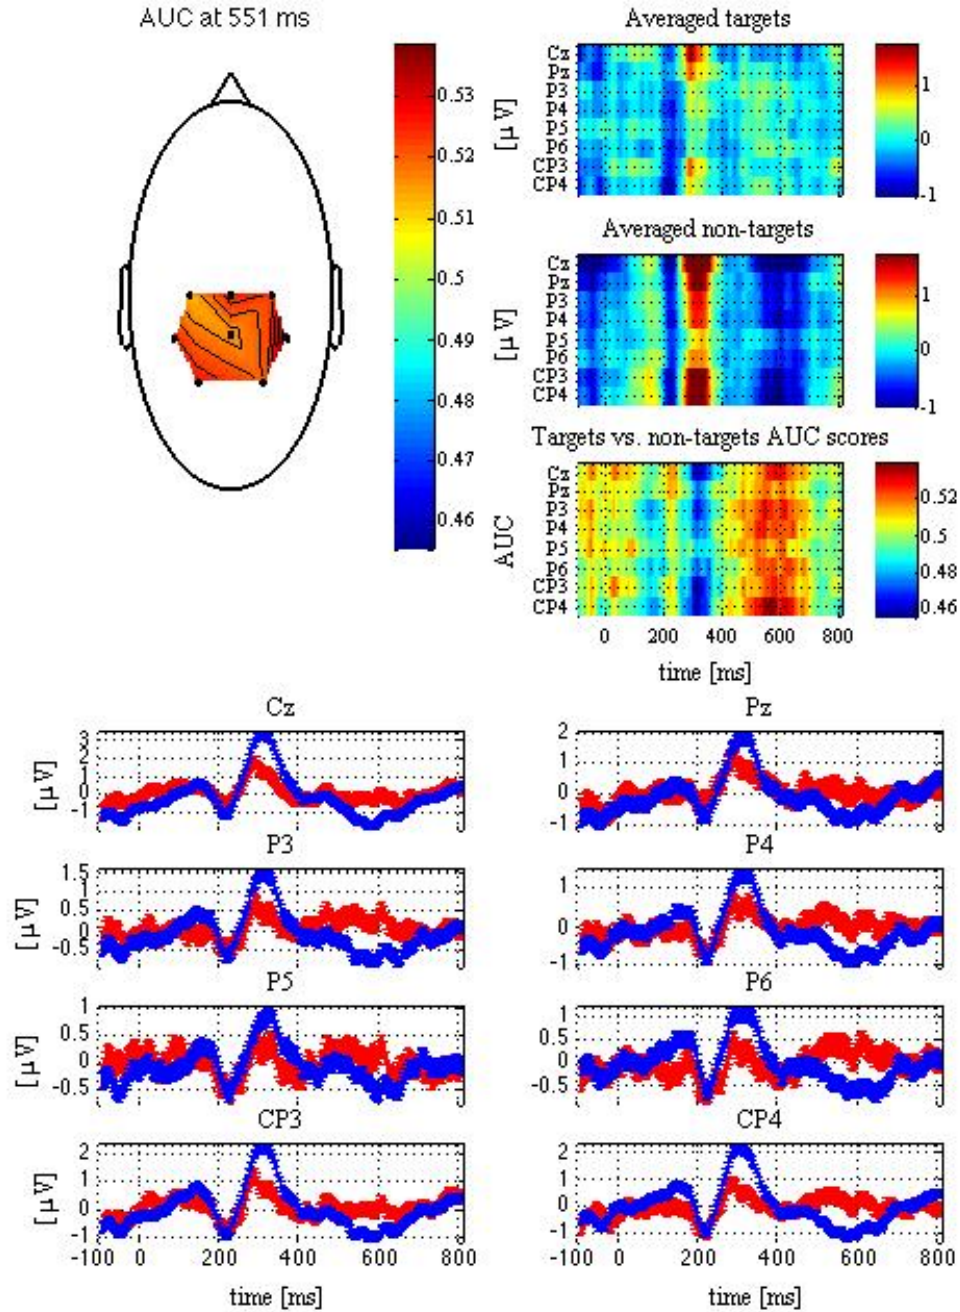 AUC at 551 ms
0.53
0.52
0.51
0.5
0.49
0.48
0.47
0.46
Averaged targets
[μV]
Cz
Pz
P3
P4
P5
P6
CP3
CP4
1
0
-1
Averaged non-targets
[μV]
Cz
Pz
P3
P4
P5
P6
CP3
CP4
1
0
-1
Targets vs. non-targets AUC scores
AUC
Cz
Pz
P3
P4
P5
P6
CP3
CP4
0.52
0.5
0.48
0.46
0 200 400 600 800
time [ms]
Cz
[μV]
3
2
1
0
-1
Pz
2
1
0
-1
P3
[μV]
1.5
1
0.5
0
-0.5
P4
1
0
-1
P5
[μV]
1
0.5
0
-0.5
P6
0.5
0
-0.5
CP3
[μV]
2
1
0
-1
-100 0 200 400 600 800
time [ms]
CP4
2
1
0
-1
-100 0 200 400 600 800
time [ms]